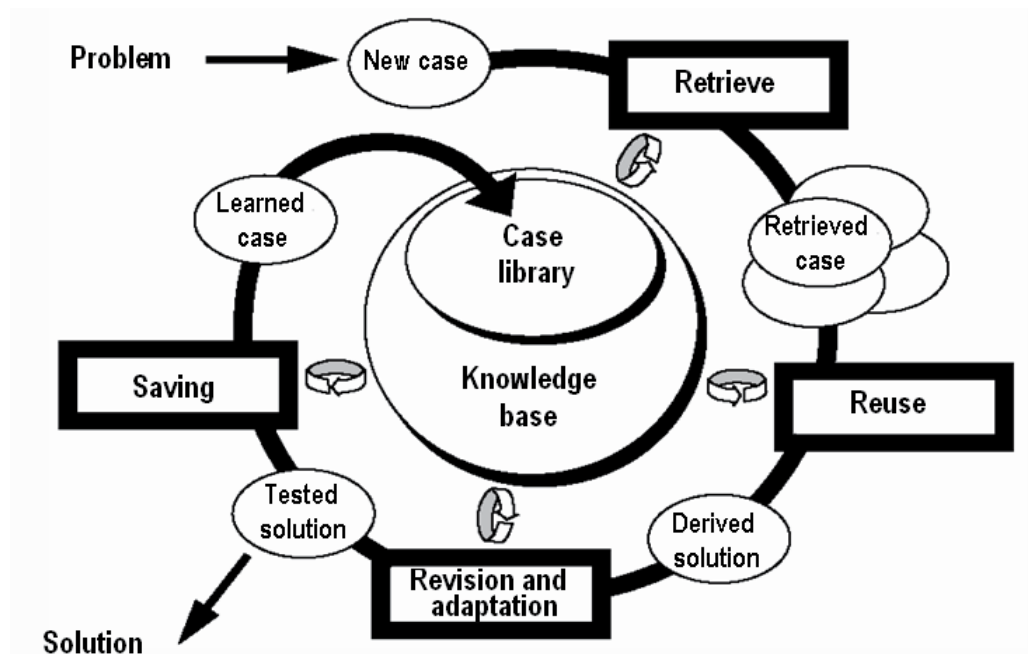 Problem
New case
Retrieve
Learned
case
Case
library
Retrieved
case
Saving
Knowledge
base
Reuse
Tested
solution
Derived
solution
Revision and
adaptation
Solution